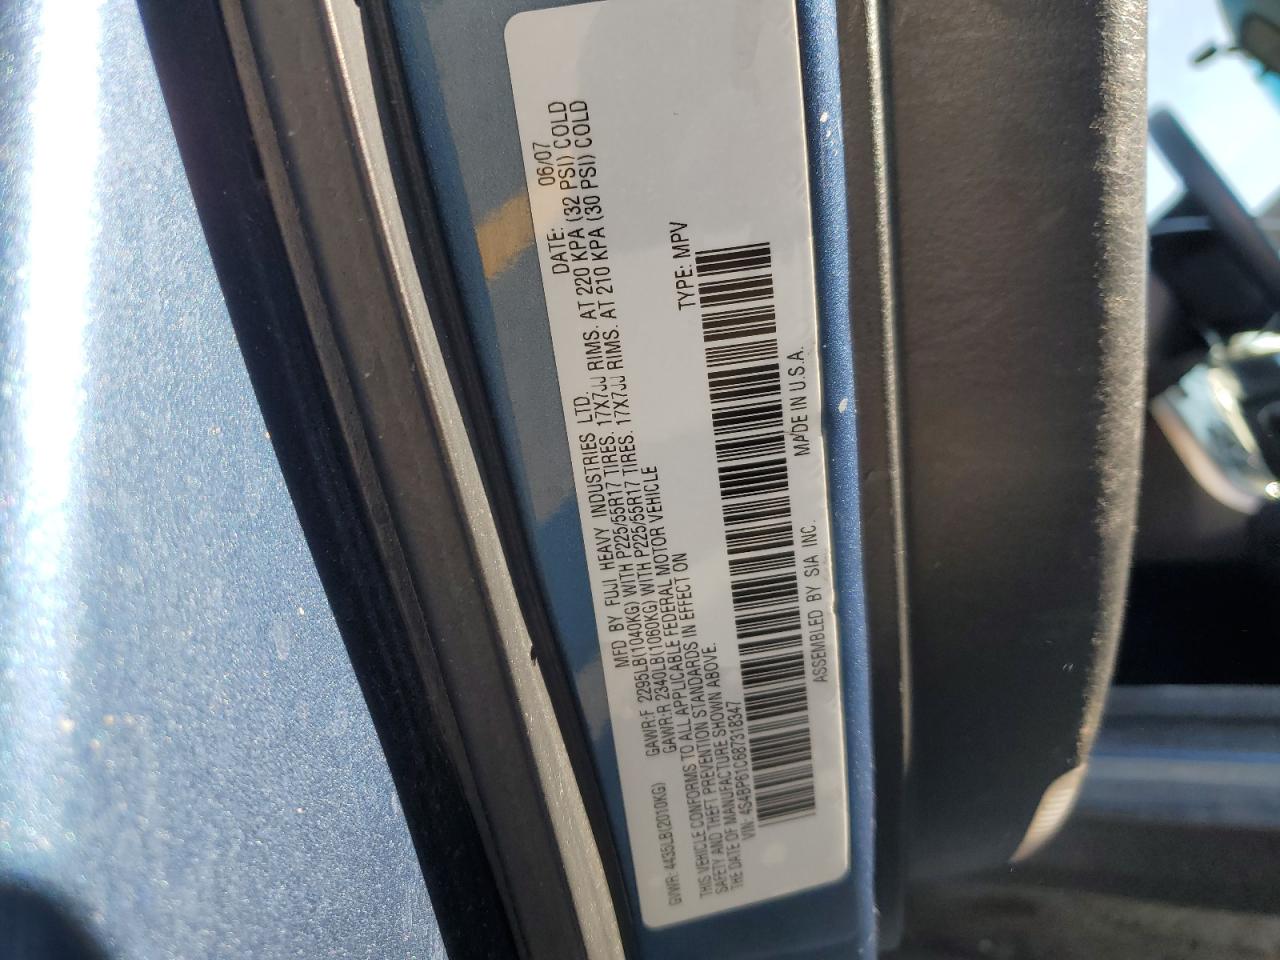 MFD BY FUJI HEAVY INDUSTRIES LTD. DATE: 06/07
GAWR:F 2295LB(1040KG) WITH P225/55R17 TIRES. 17X7JJ RIMS. AT 220 KPA (32 PSI) COLD
GAWR:R 2340LB(1060KG) WITH P225/55R17 TIRES. 17X7JJ RIMS. AT 210 KPA (30 PSI) COLD
GVWR: 4435LB(2010KG)
THIS VEHICLE CONFORMS TO ALL APPLICABLE FEDERAL MOTOR VEHICLE
SAFETY AND THEFT PREVENTION STANDARDS IN EFFECT ON
THE DATE OF MANUFACTURE SHOWN ABOVE.
VIN: 4S4BP61C687318347 TYPE: MPV
ASSEMBLED BY SIA INC. MADE IN U.S.A.